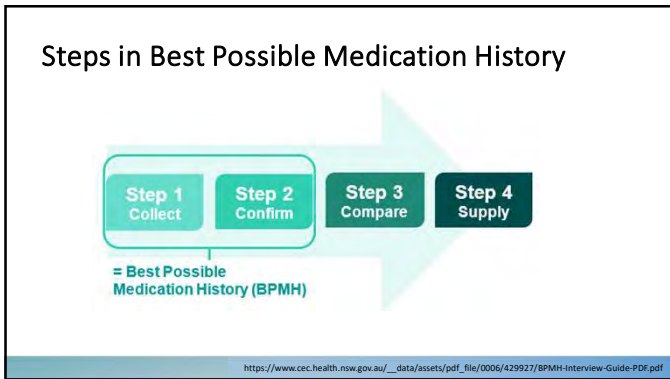 Steps in Best Possible Medication History
Step 1
Collect
Step 2
Confirm
Step 3
Compare
Step 4
Supply
= Best Possible
Medication History (BPMH)
https://www.cec.health.nsw.gov.au/__data/assets/pdf_file/0006/429927/BPMH-Interview-Guide-PDF.pdf